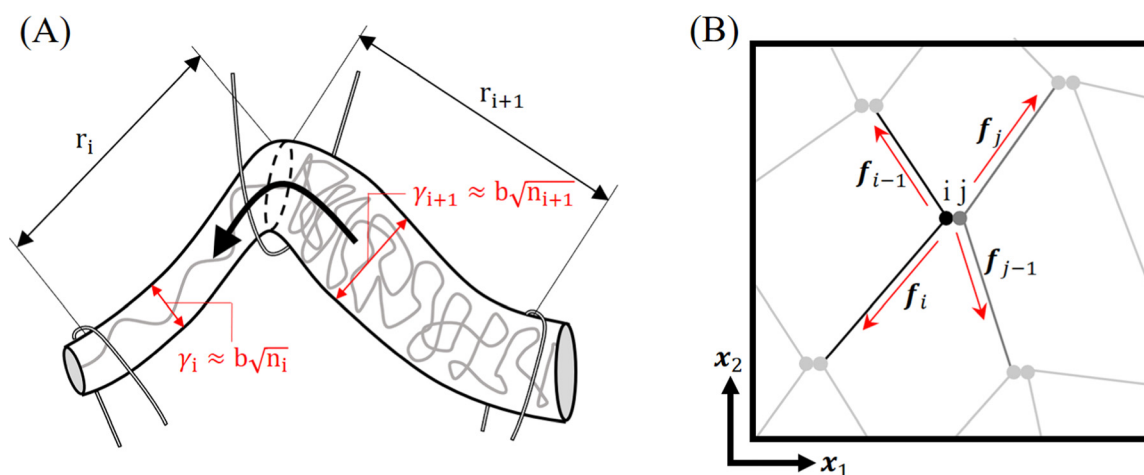 (A)
(B)
r_i
r_{i+1}
γ_{i+1} ≈ b√n_{i+1}
γ_i ≈ b√n_i
f_j
f_{i−1}
i j
f_{j−1}
f_i
x_2
x_1